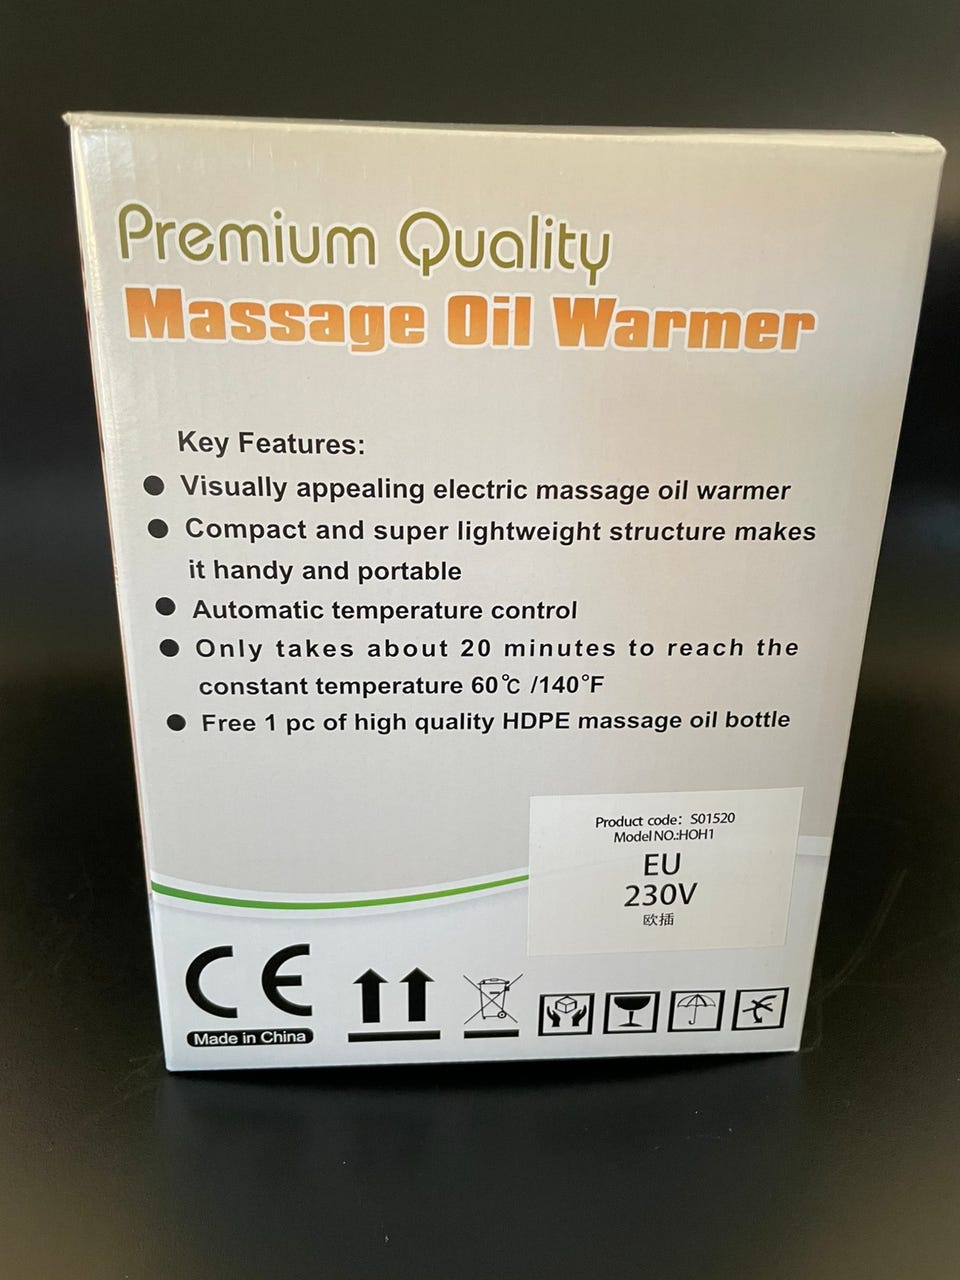 Premium Quality
Massage Oil Warmer
Key Features:
● Visually appealing electric massage oil warmer
● Compact and super lightweight structure makes
it handy and portable
● Automatic temperature control
● Only takes about 20 minutes to reach the
constant temperature 60℃ /140°F
● Free 1 pc of high quality HDPE massage oil bottle
Product code: S01520
Model NO.:HOH1
EU
230V
欧插
CE
Made in China